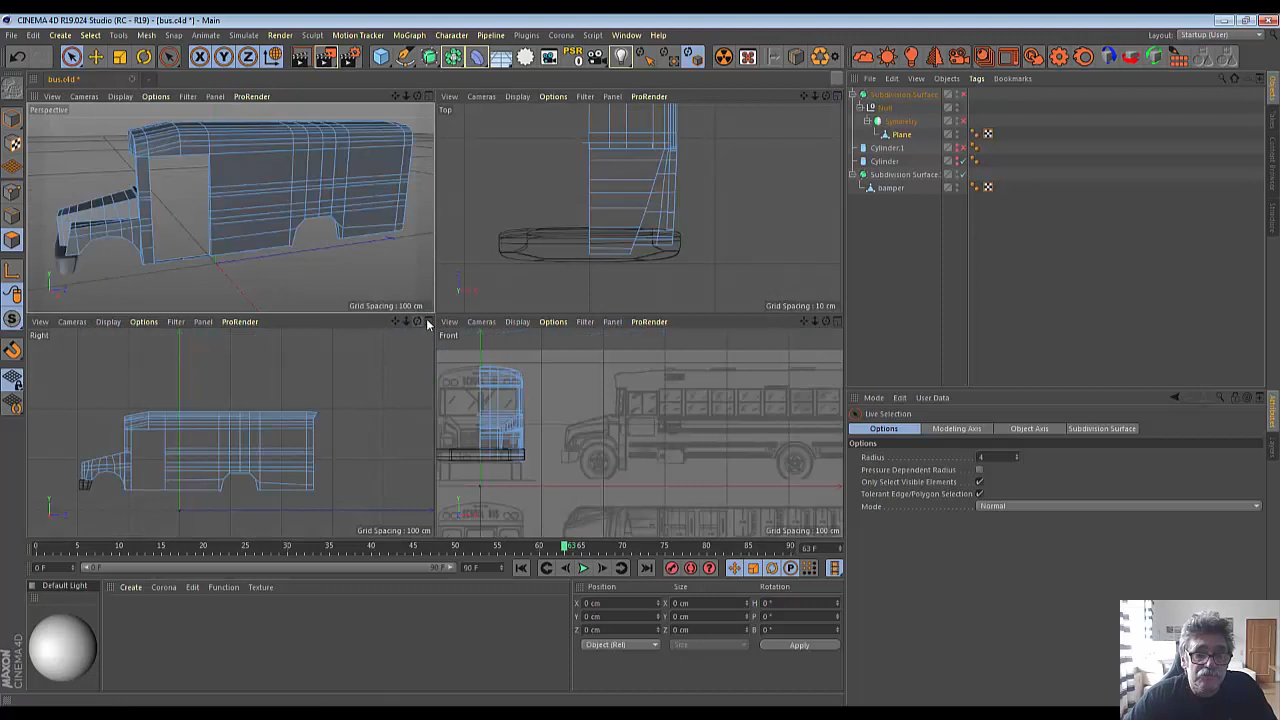 CINEMA 4D R19.024 Studio (RC - R19) - [bus.c4d *] - Main
File Edit Create Select Tools Mesh Snap Animate Simulate Render Sculpt Motion Tracker MoGraph Character Pipeline Plugins Corona Script Window Help
Layout: Startup (User)
PSR
0
bus.c4d *
File Edit View Objects Tags Bookmarks
View Cameras Display Options Filter Panel ProRender
View Cameras Display Options Filter Panel ProRender
Perspective
Top
Subdivision Surface
Null
Symmetry
Plane
Cylinder.1
Cylinder
Subdivision Surface.
bamper
Grid Spacing : 100 cm
Grid Spacing : 10 cm
View Cameras Display Options Filter Panel ProRender
View Cameras Display Options Filter Panel ProRender
Right
Front
Grid Spacing : 100 cm
Grid Spacing : 100 cm
Mode Edit User Data
Live Selection
Options Modeling Axis Object Axis Subdivision Surface
Options
Radius 4
Pressure Dependent Radius
Only Select Visible Elements
Tolerant Edge/Polygon Selection
Mode Normal
0 5 10 15 20 25 30 35 40 45 50 55 60 6365 70 75 80 85 90 63 F
0 F 0 F 90 F 90 F
Default Light
Create Corona Edit Function Texture
Position Size Rotation
X 0 cm X 0 cm H 0 °
Y 0 cm Y 0 cm P 0 °
Z 0 cm Z 0 cm B 0 °
Object (Rel) Size Apply
MAXON
CINEMA 4D